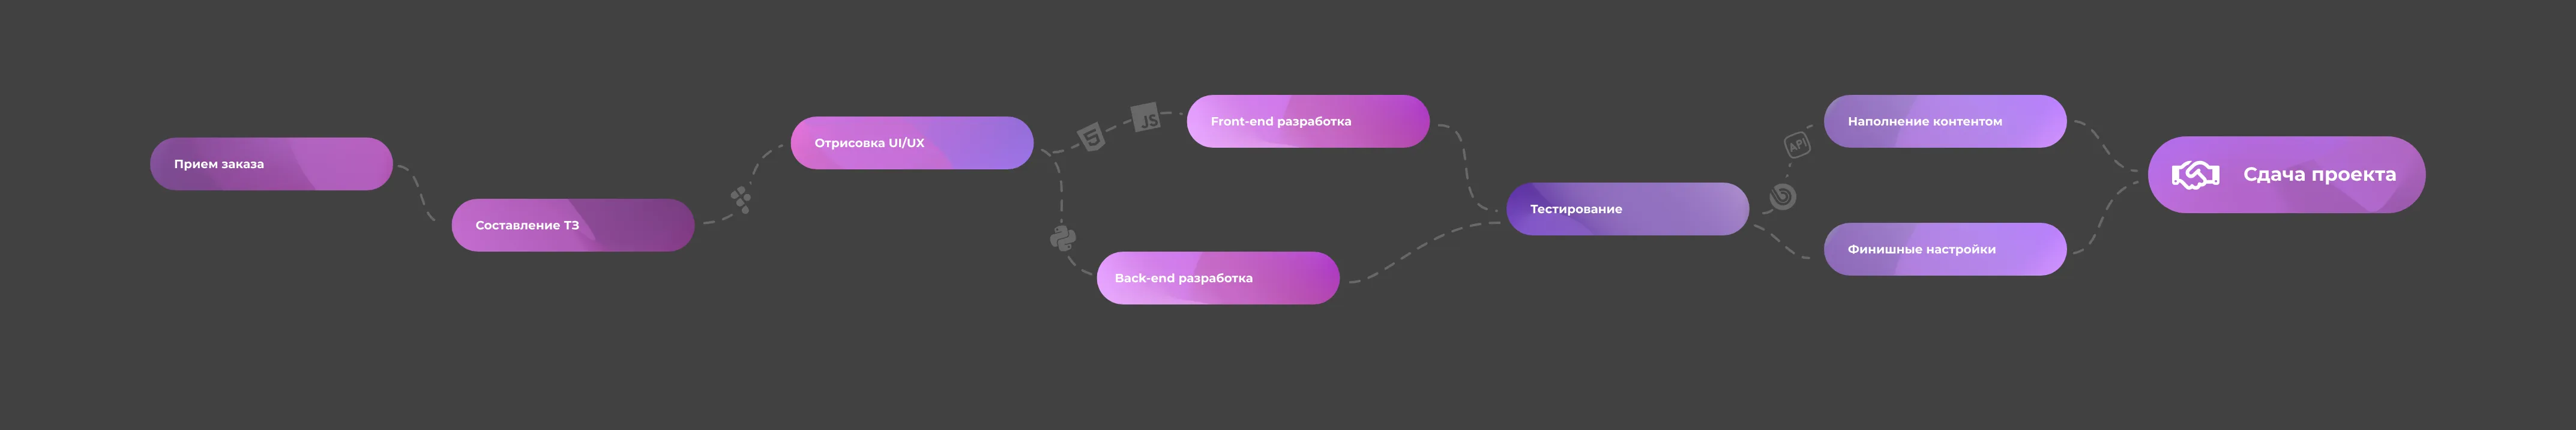 Прием заказа
Составление ТЗ
Отрисовка UI/UX
JS
Front-end разработка
Back-end разработка
Тестирование
API
Наполнение контентом
Финишные настройки
Сдача проекта